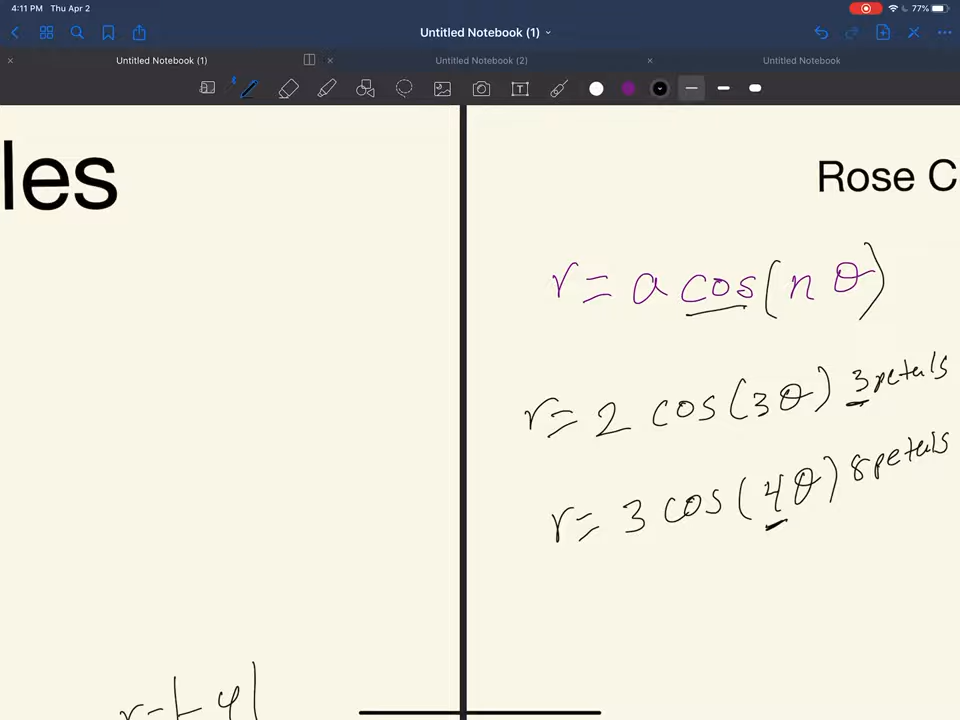 4:11 PM Thu Apr 2
77%
Untitled Notebook (1)
Untitled Notebook (1)
Untitled Notebook (2)
Untitled Notebook
les
Rose C
r = a cos(nθ)
r = 2 cos(3θ) 3 petals
r = 3 cos(4θ) 8 petals
r=|-4|